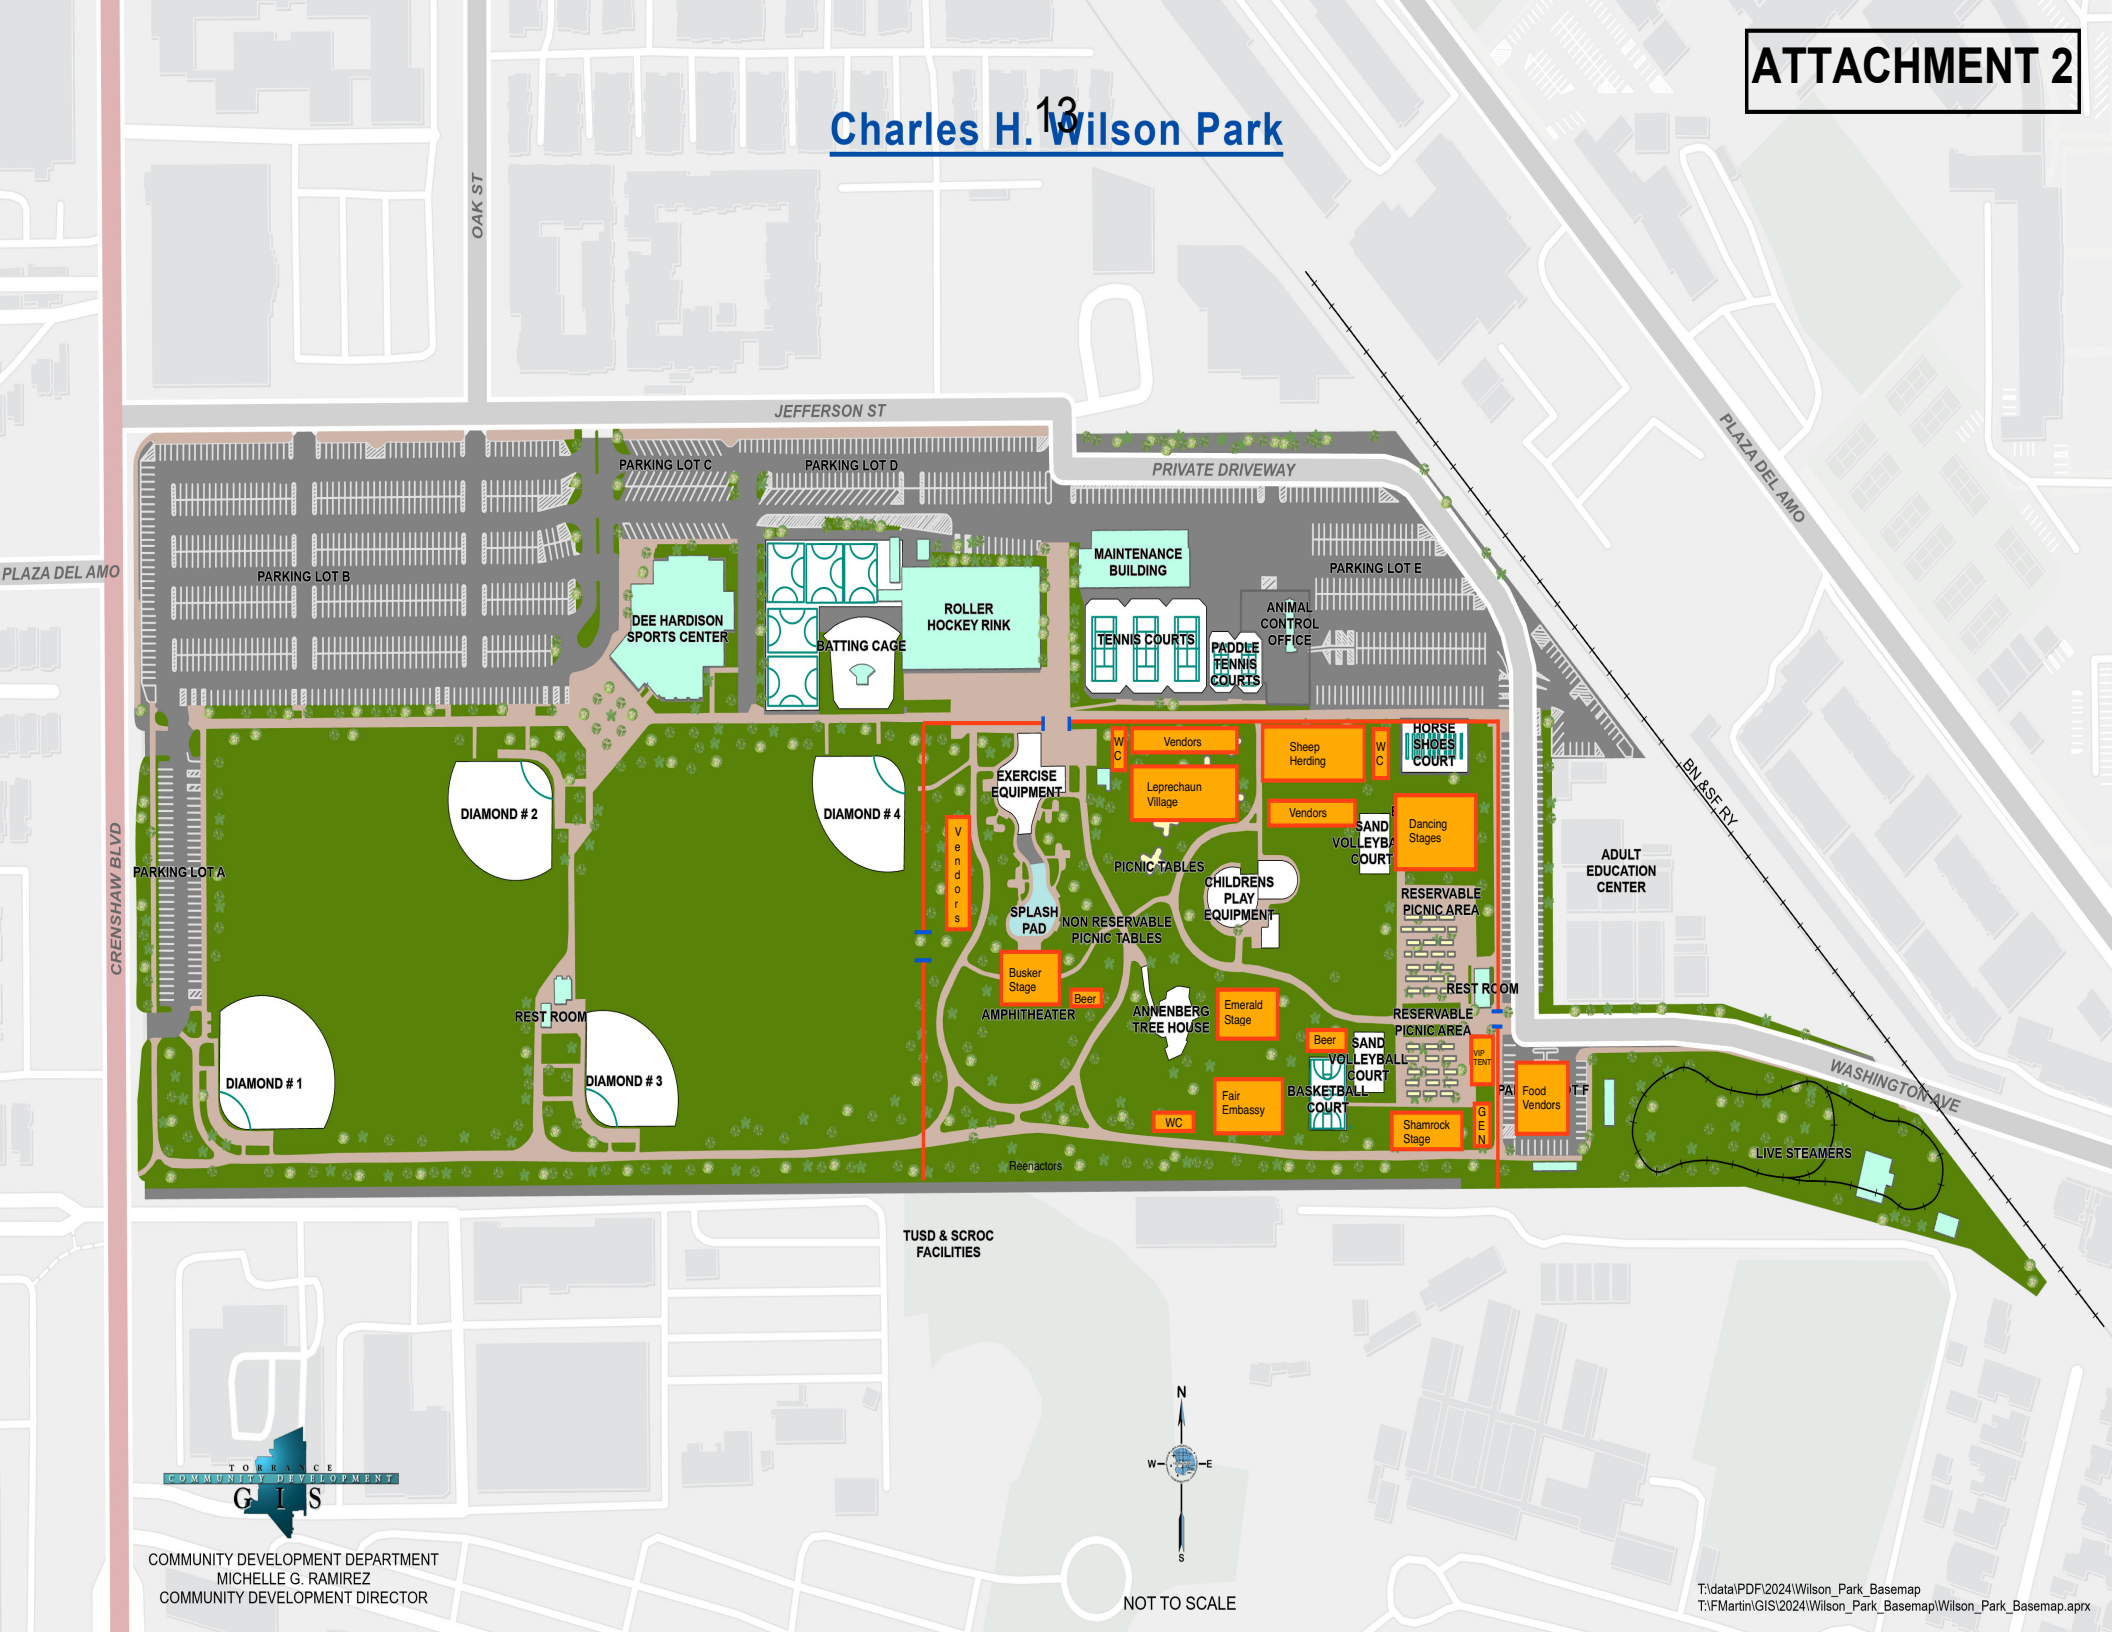 ATTACHMENT 2
13
Charles H. Wilson Park
OAK ST
JEFFERSON ST
PRIVATE DRIVEWAY
PLAZA DEL AMO
PARKING LOT C
PARKING LOT D
PLAZA DEL AMO
PARKING LOT B
MAINTENANCE
BUILDING
PARKING LOT E
DEE HARDISON
SPORTS CENTER
ROLLER
HOCKEY RINK
BATTING CAGE
TENNIS COURTS
PADDLE
TENNIS
COURTS
ANIMAL
CONTROL
OFFICE
HORSE
SHOES
COURT
WC
Vendors
Sheep
Herding
WC
EXERCISE
EQUIPMENT
Leprechaun
Village
Vendors
Dancing
Stages
SAND
VOLLEYBA
COURT
DIAMOND # 2
DIAMOND # 4
Vendors
BN & SF RY
CRENSHAW BLVD
PARKING LOT A
PICNIC TABLES
CHILDRENS
PLAY
EQUIPMENT
RESERVABLE
PICNIC AREA
ADULT
EDUCATION
CENTER
SPLASH
PAD
NON RESERVABLE
PICNIC TABLES
Busker
Stage
Beer
AMPHITHEATER
ANNENBERG
TREE HOUSE
Emerald
Stage
REST ROOM
REST ROOM
RESERVABLE
PICNIC AREA
Beer
SAND
VOLLEYBALL
COURT
VIP
TENT
DIAMOND # 1
DIAMOND # 3
Fair
Embassy
BASKETBALL
COURT
PA
T F
Food
Vendors
WASHINGTON AVE
WC
Shamrock
Stage
GEN
LIVE STEAMERS
Reenactors
TUSD & SCROC
FACILITIES
N
W
E
S
NOT TO SCALE
TORRANCE
COMMUNITY DEVELOPMENT
GIS
COMMUNITY DEVELOPMENT DEPARTMENT
MICHELLE G. RAMIREZ
COMMUNITY DEVELOPMENT DIRECTOR
T:\data\PDF\2024\Wilson_Park_Basemap
T:\FMartin\GIS\2024\Wilson_Park_Basemap\Wilson_Park_Basemap.aprx